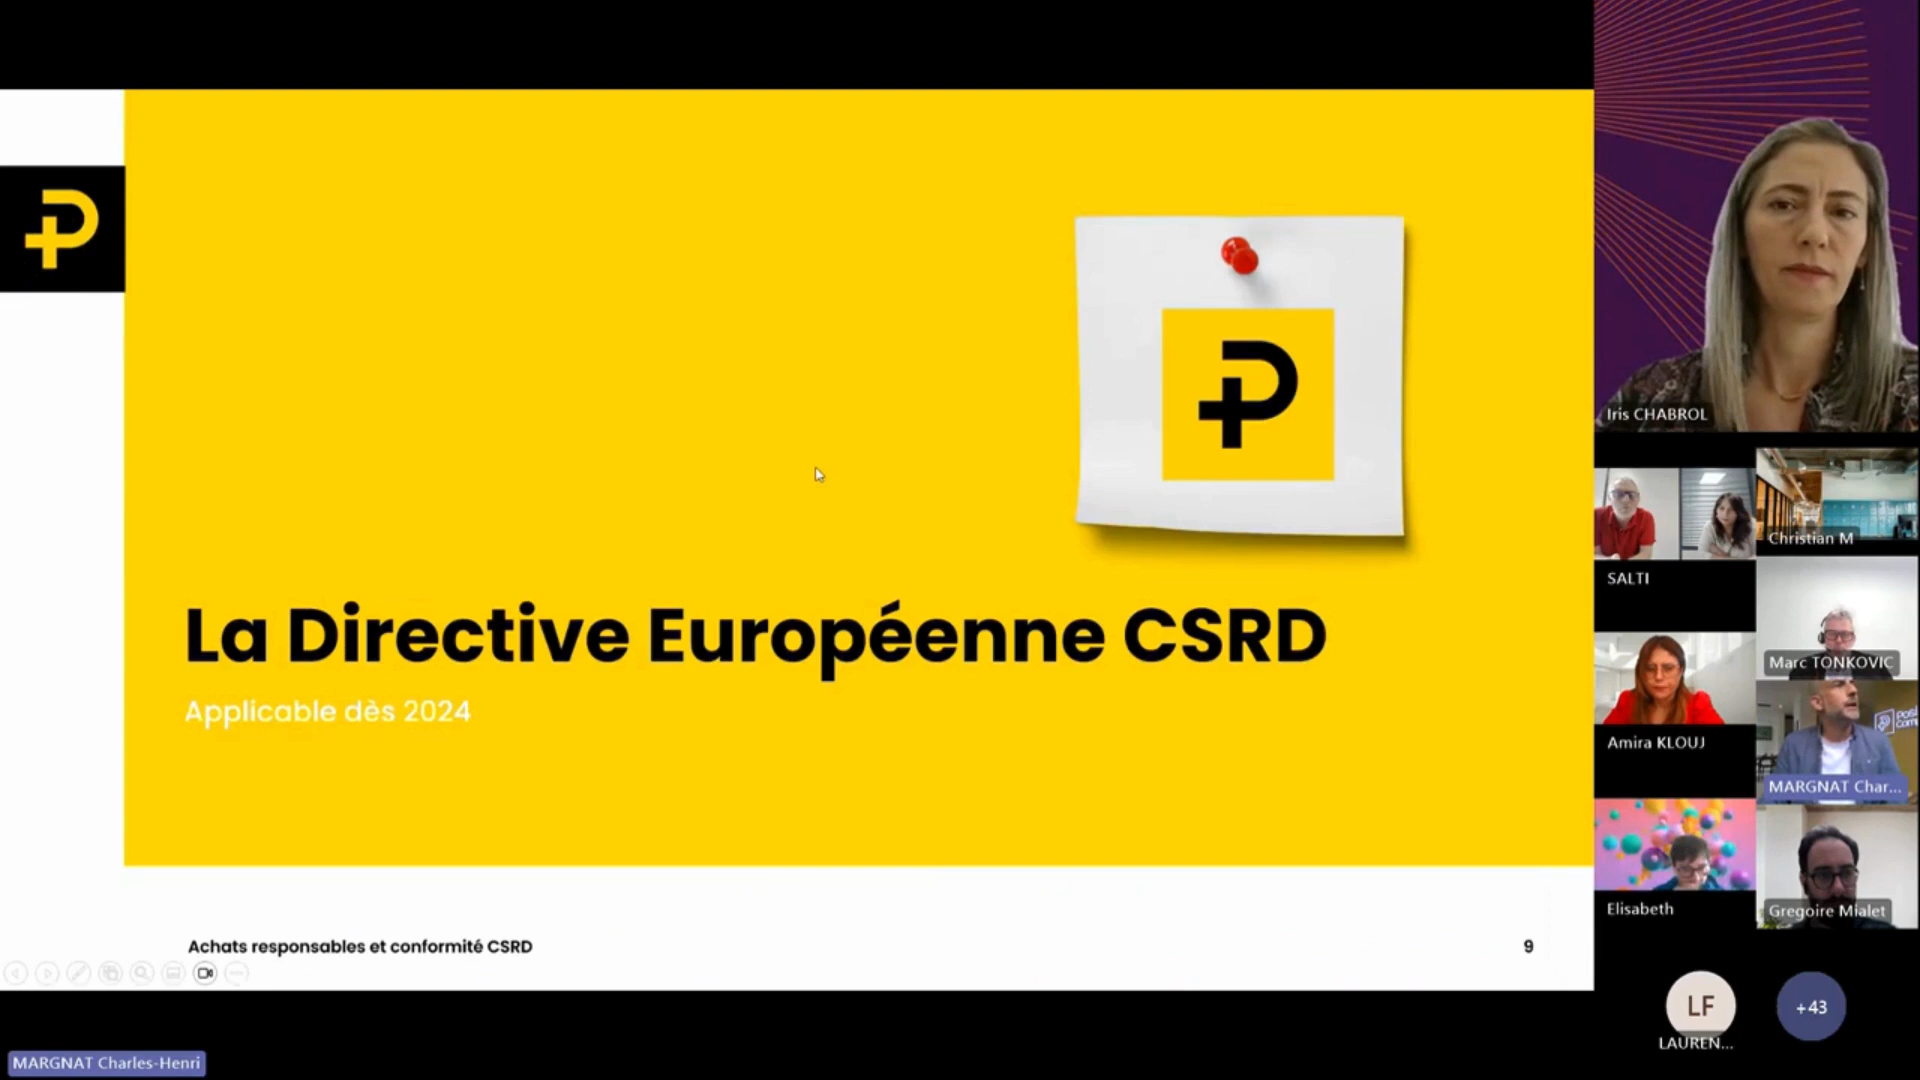 La Directive Européenne CSRD
Applicable dès 2024
Achats responsables et conformité CSRD
9
MARGNAT Charles-Henri
Iris CHABROL
SALTI
Christian M
Marc TONKOVIC
Amira KLOUJ
MARGNAT Char...
Elisabeth
Gregoire Mialet
LF
LAUREN...
+43